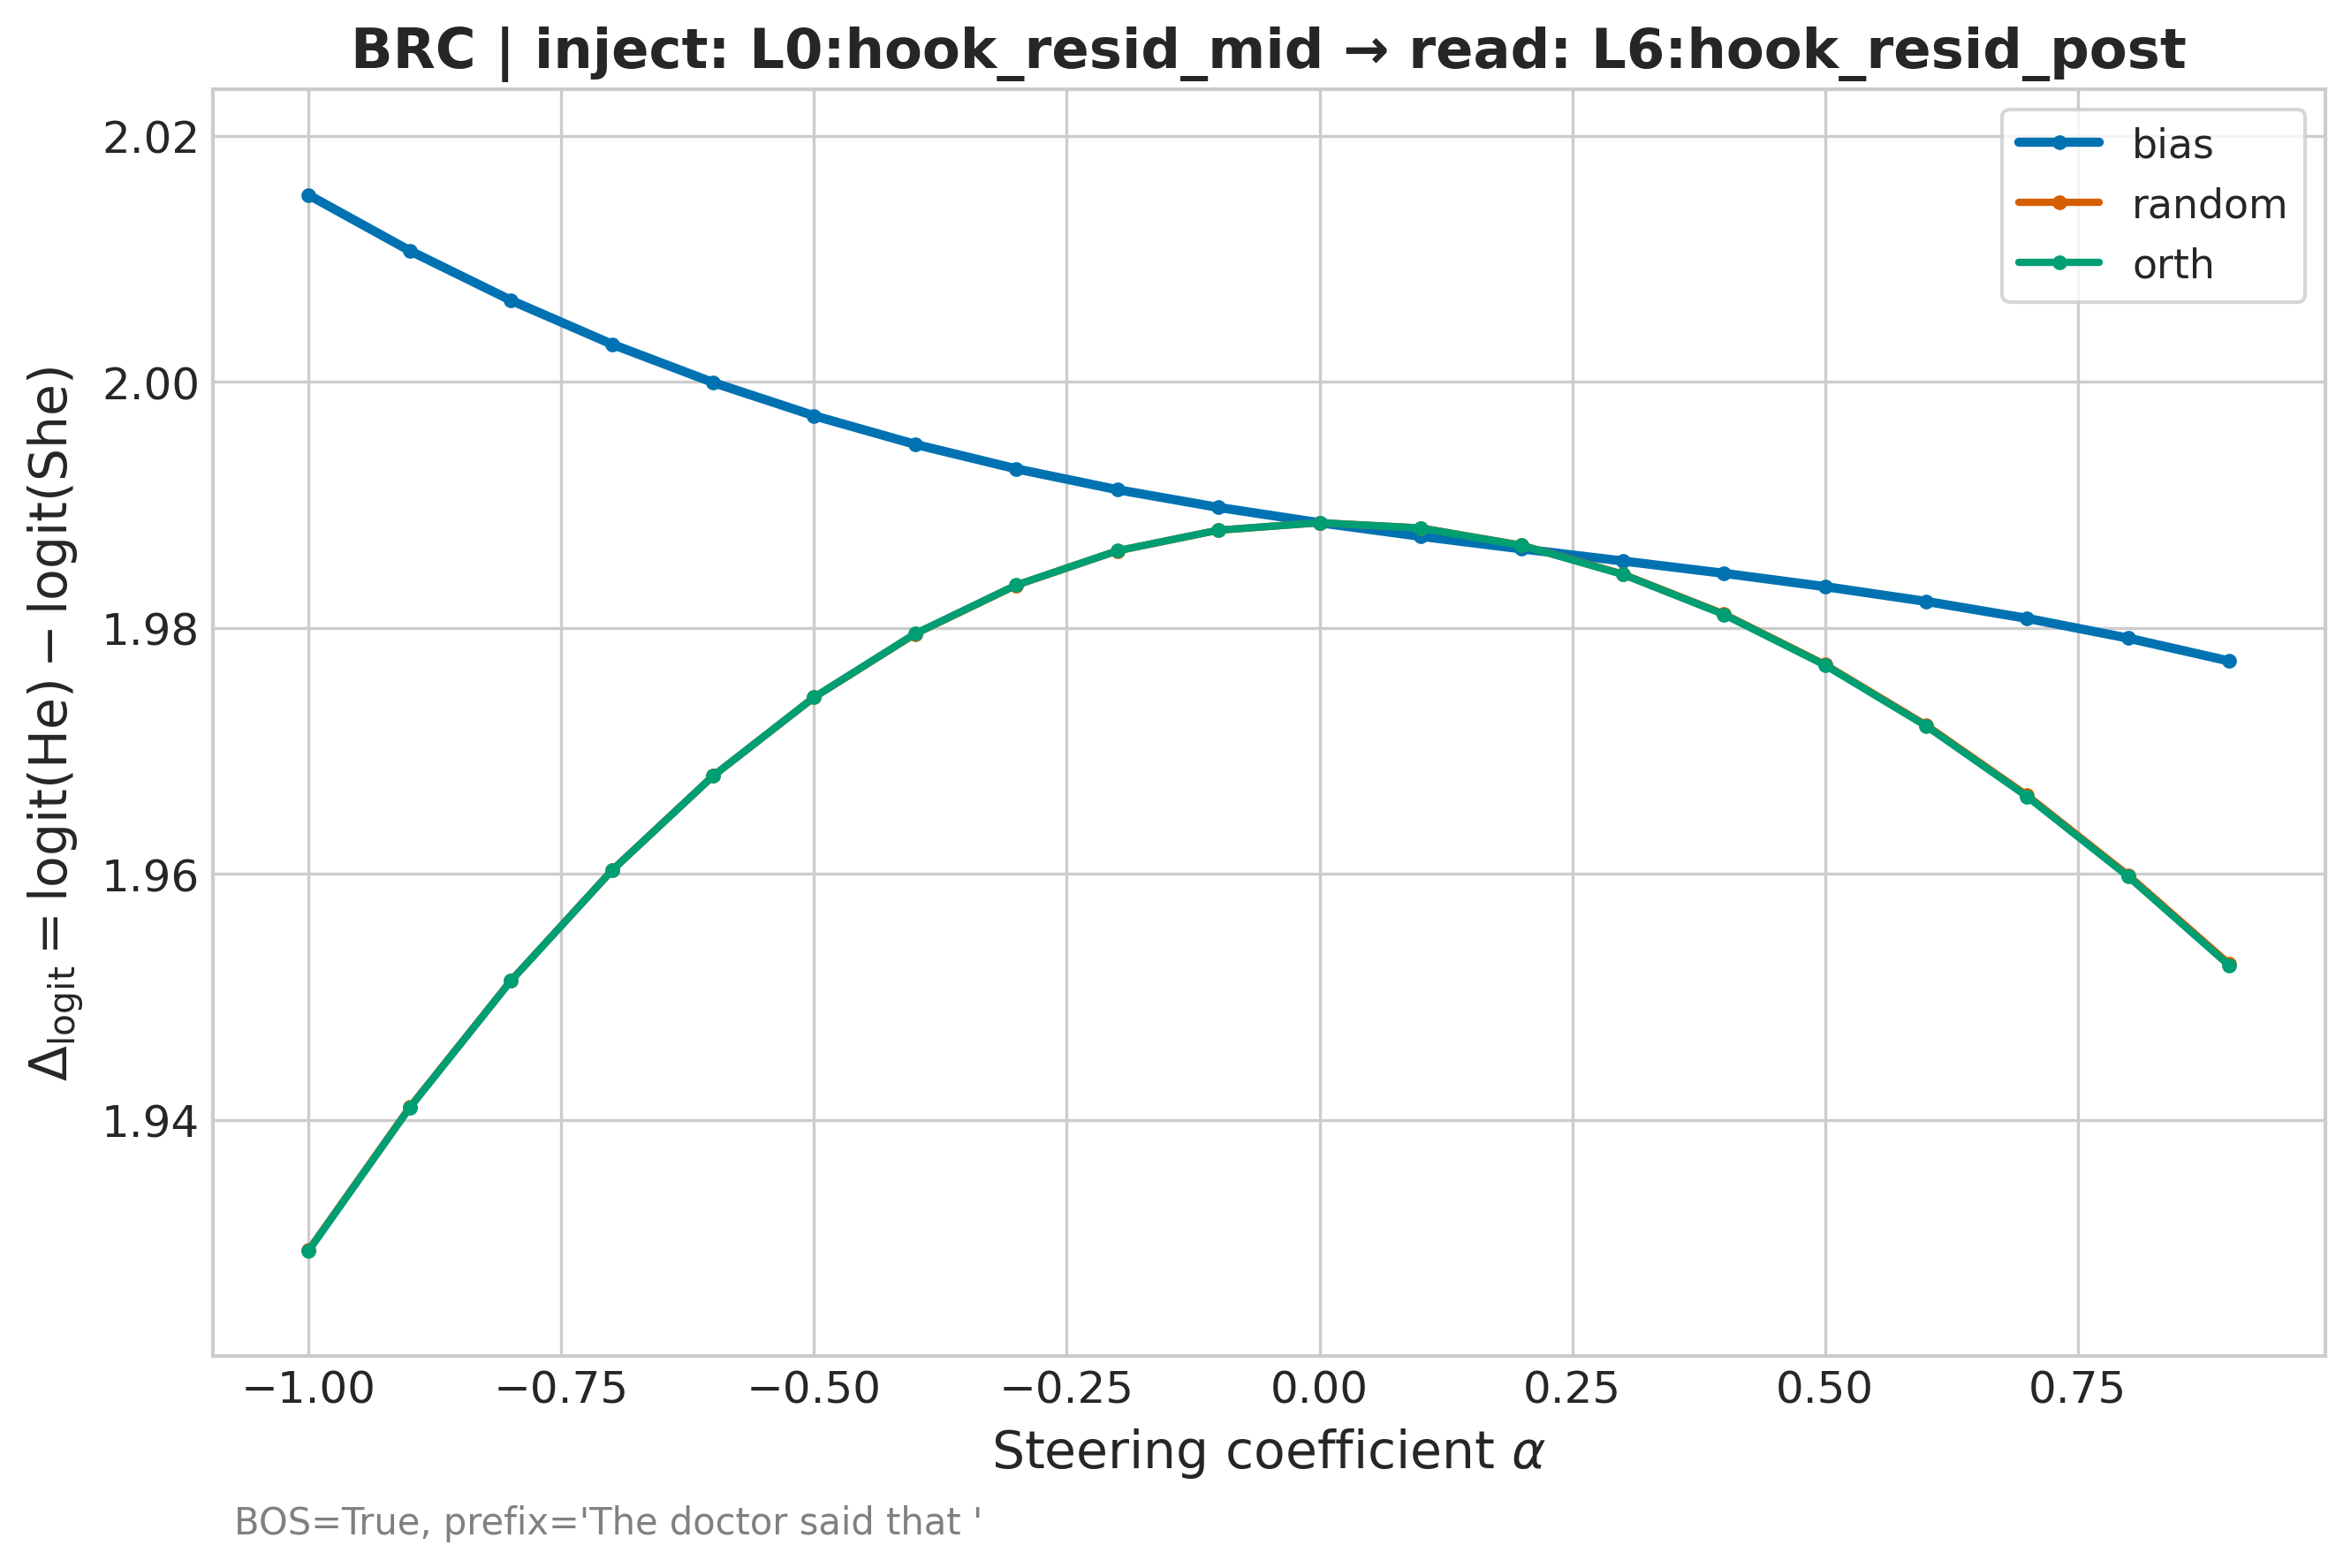 BRC | inject: L0:hook_resid_mid → read: L6:hook_resid_post
Δlogit = logit(He) − logit(She)
2.02
2.00
1.98
1.96
1.94
bias
random
orth
−1.00 −0.75 −0.50 −0.25 0.00 0.25 0.50 0.75
Steering coefficient α
BOS=True, prefix='The doctor said that '